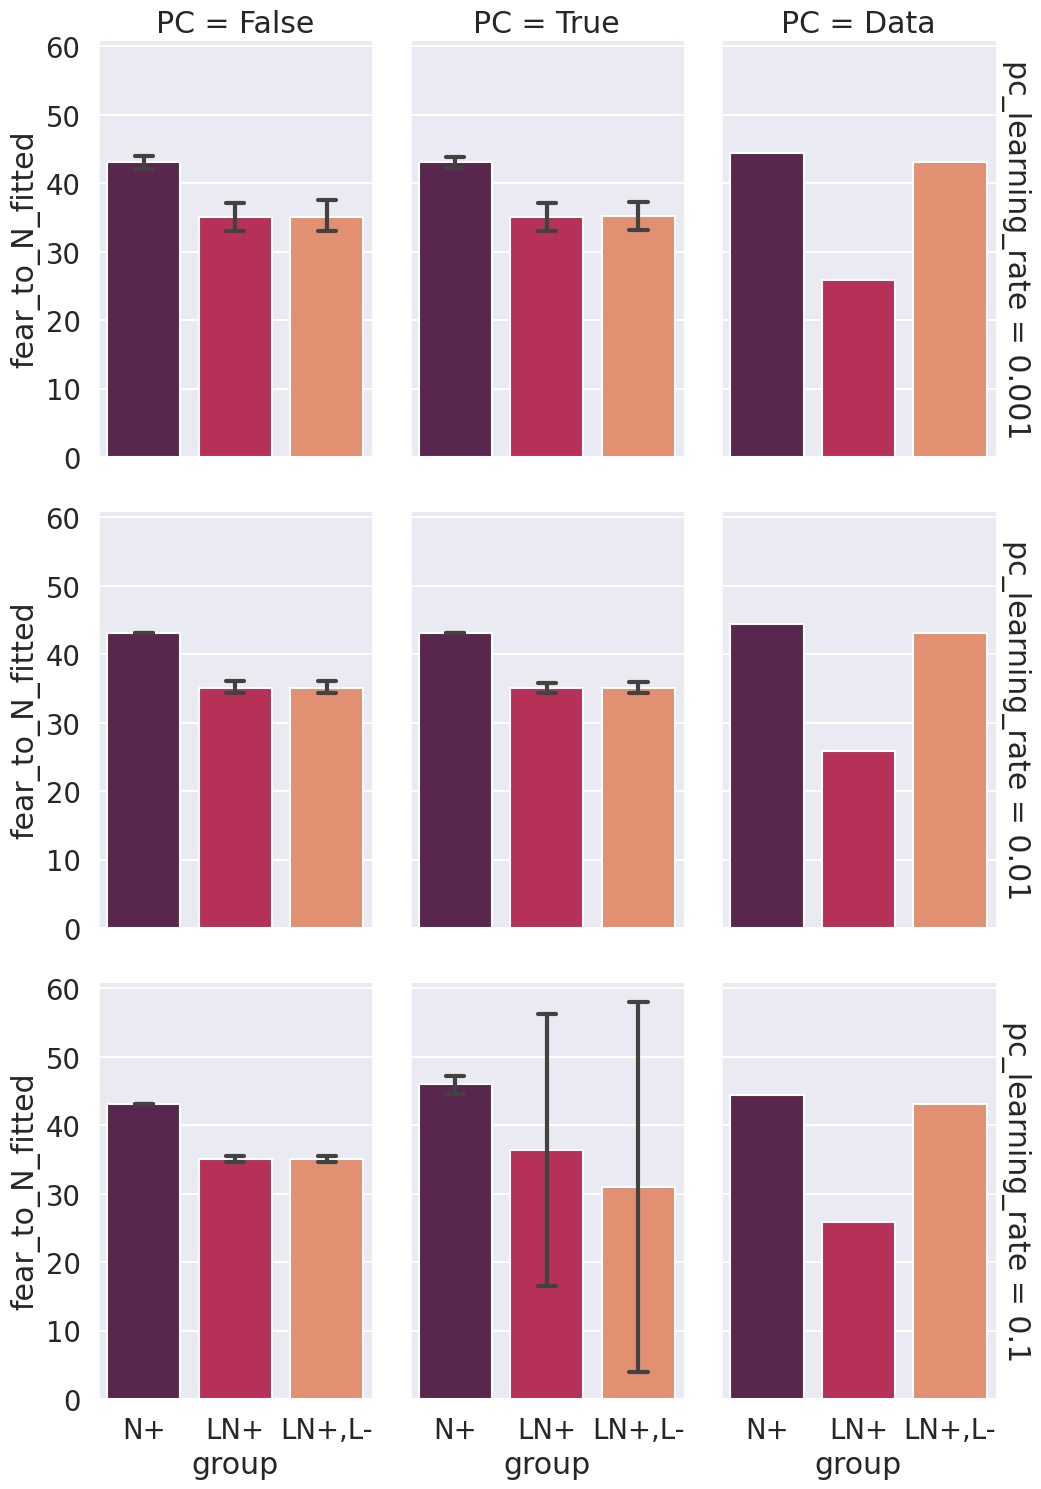 PC = False
PC = True
PC = Data
60
50
40
30
20
10
0
fear_to_N_fitted
pc_learning_rate = 0.001
60
50
40
30
20
10
0
fear_to_N_fitted
pc_learning_rate = 0.01
60
50
40
30
20
10
0
fear_to_N_fitted
pc_learning_rate = 0.1
N+ LN+ LN+,L-
N+ LN+ LN+,L-
N+ LN+ LN+,L-
group
group
group